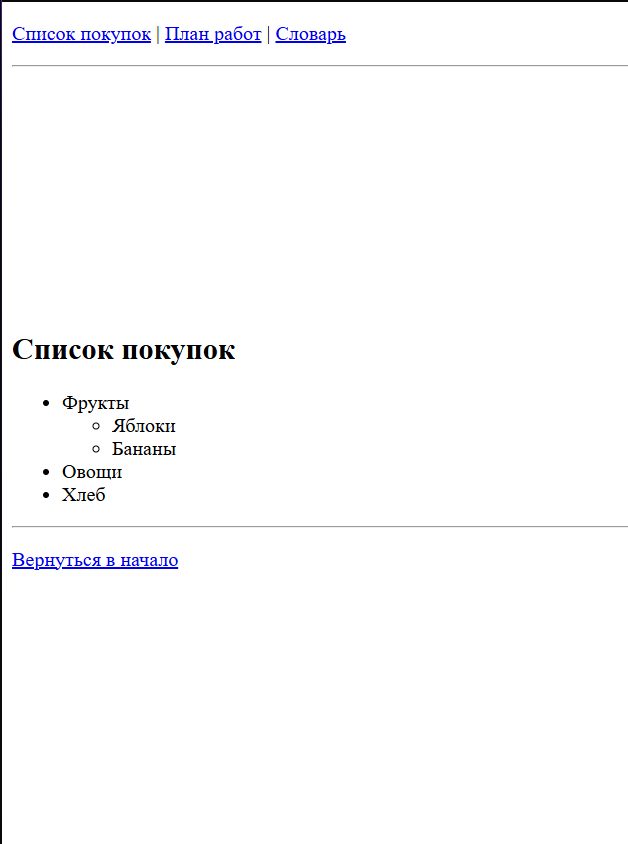 Список покупок | План работ | Словарь
Список покупок
Фрукты
Яблоки
Бананы
Овощи
Хлеб
Вернуться в начало